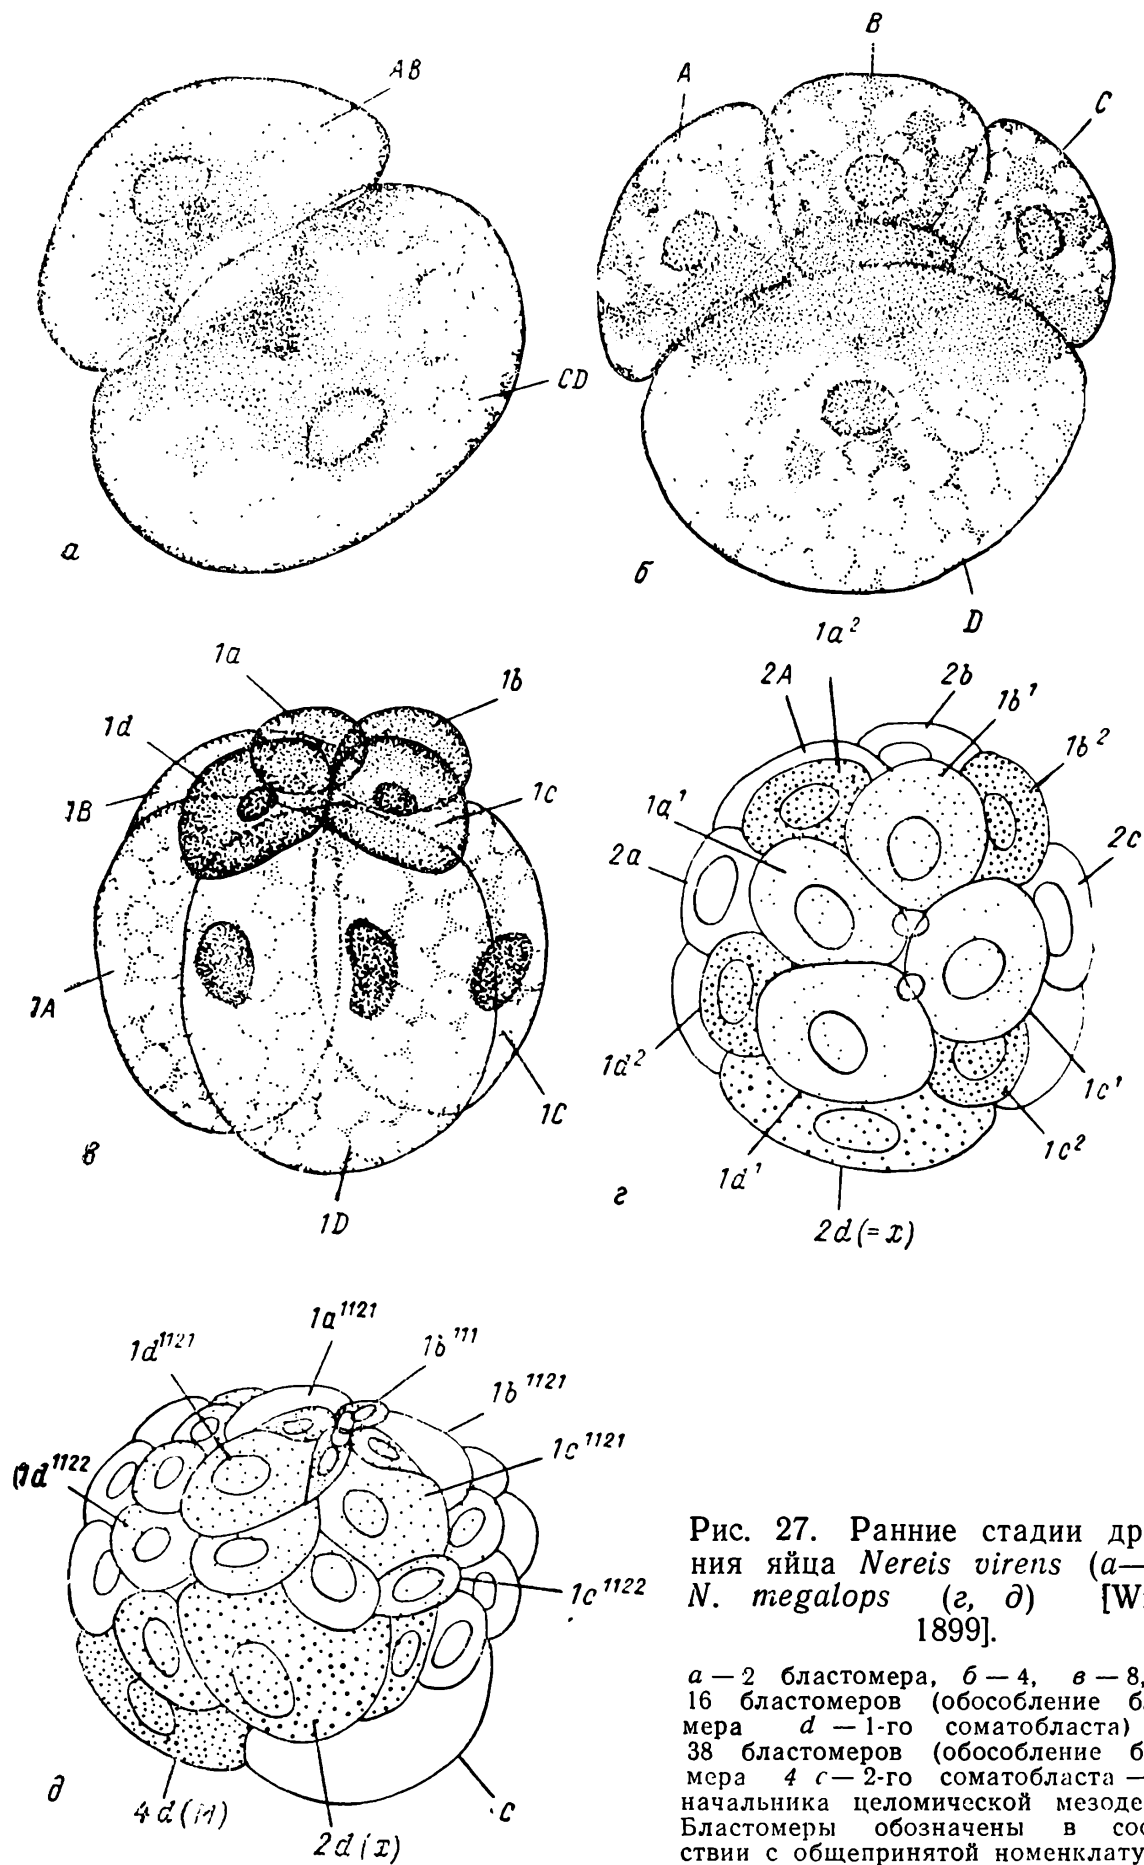 AB
B
A
C
CD
а
б
D
1a²
1a
1b
1d
1B
1c
1A
1C
1D
в
2A
2b
1b¹
1b²
1a¹
2a
2c
1d²
1c¹
1c²
1d¹
г
2d(=x)
1a¹¹²¹
1d¹¹²¹
1b¹¹¹
1b¹¹²¹
1c¹¹²¹
1d¹¹²²
1c¹¹²²
C
д
4d(M)
2d(x)
Рис. 27. Ранние стадии др
ния яйца Nereis virens (а—
N. megalops (г, д) [W
1899].
а — 2 бластомера, б — 4, в — 8,
16 бластомеров (обособление б
мера d — 1-го соматобласта)
38 бластомеров (обособление б
мера 4 с — 2-го соматобласта —
начальника целомической мезоде
Бластомеры обозначены в соо
ствии с общепринятой номенклату